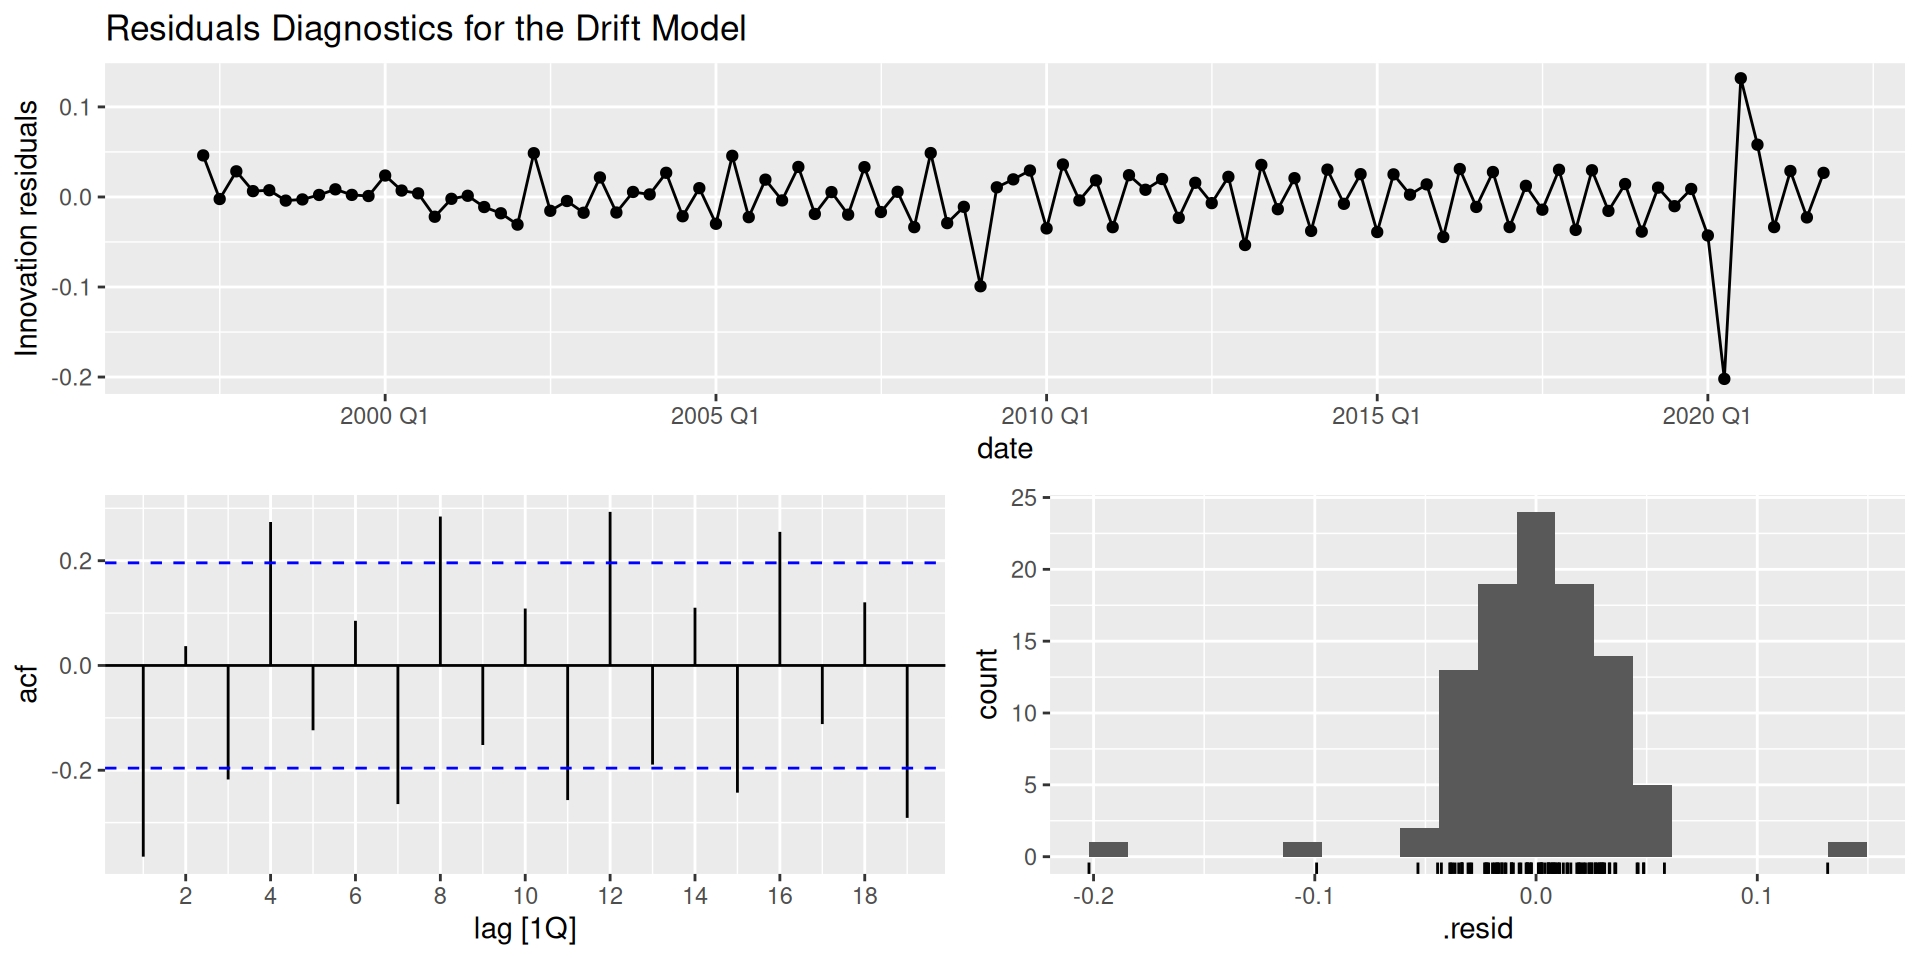 Residuals Diagnostics for the Drift Model
Innovation residuals
0.1
0.0
-0.1
-0.2
2000 Q1 2005 Q1 2010 Q1 2015 Q1 2020 Q1
date
acf
0.2
0.0
-0.2
2 4 6 8 10 12 14 16 18
lag [1Q]
count
25
20
15
10
5
0
-0.2 -0.1 0.0 0.1
.resid